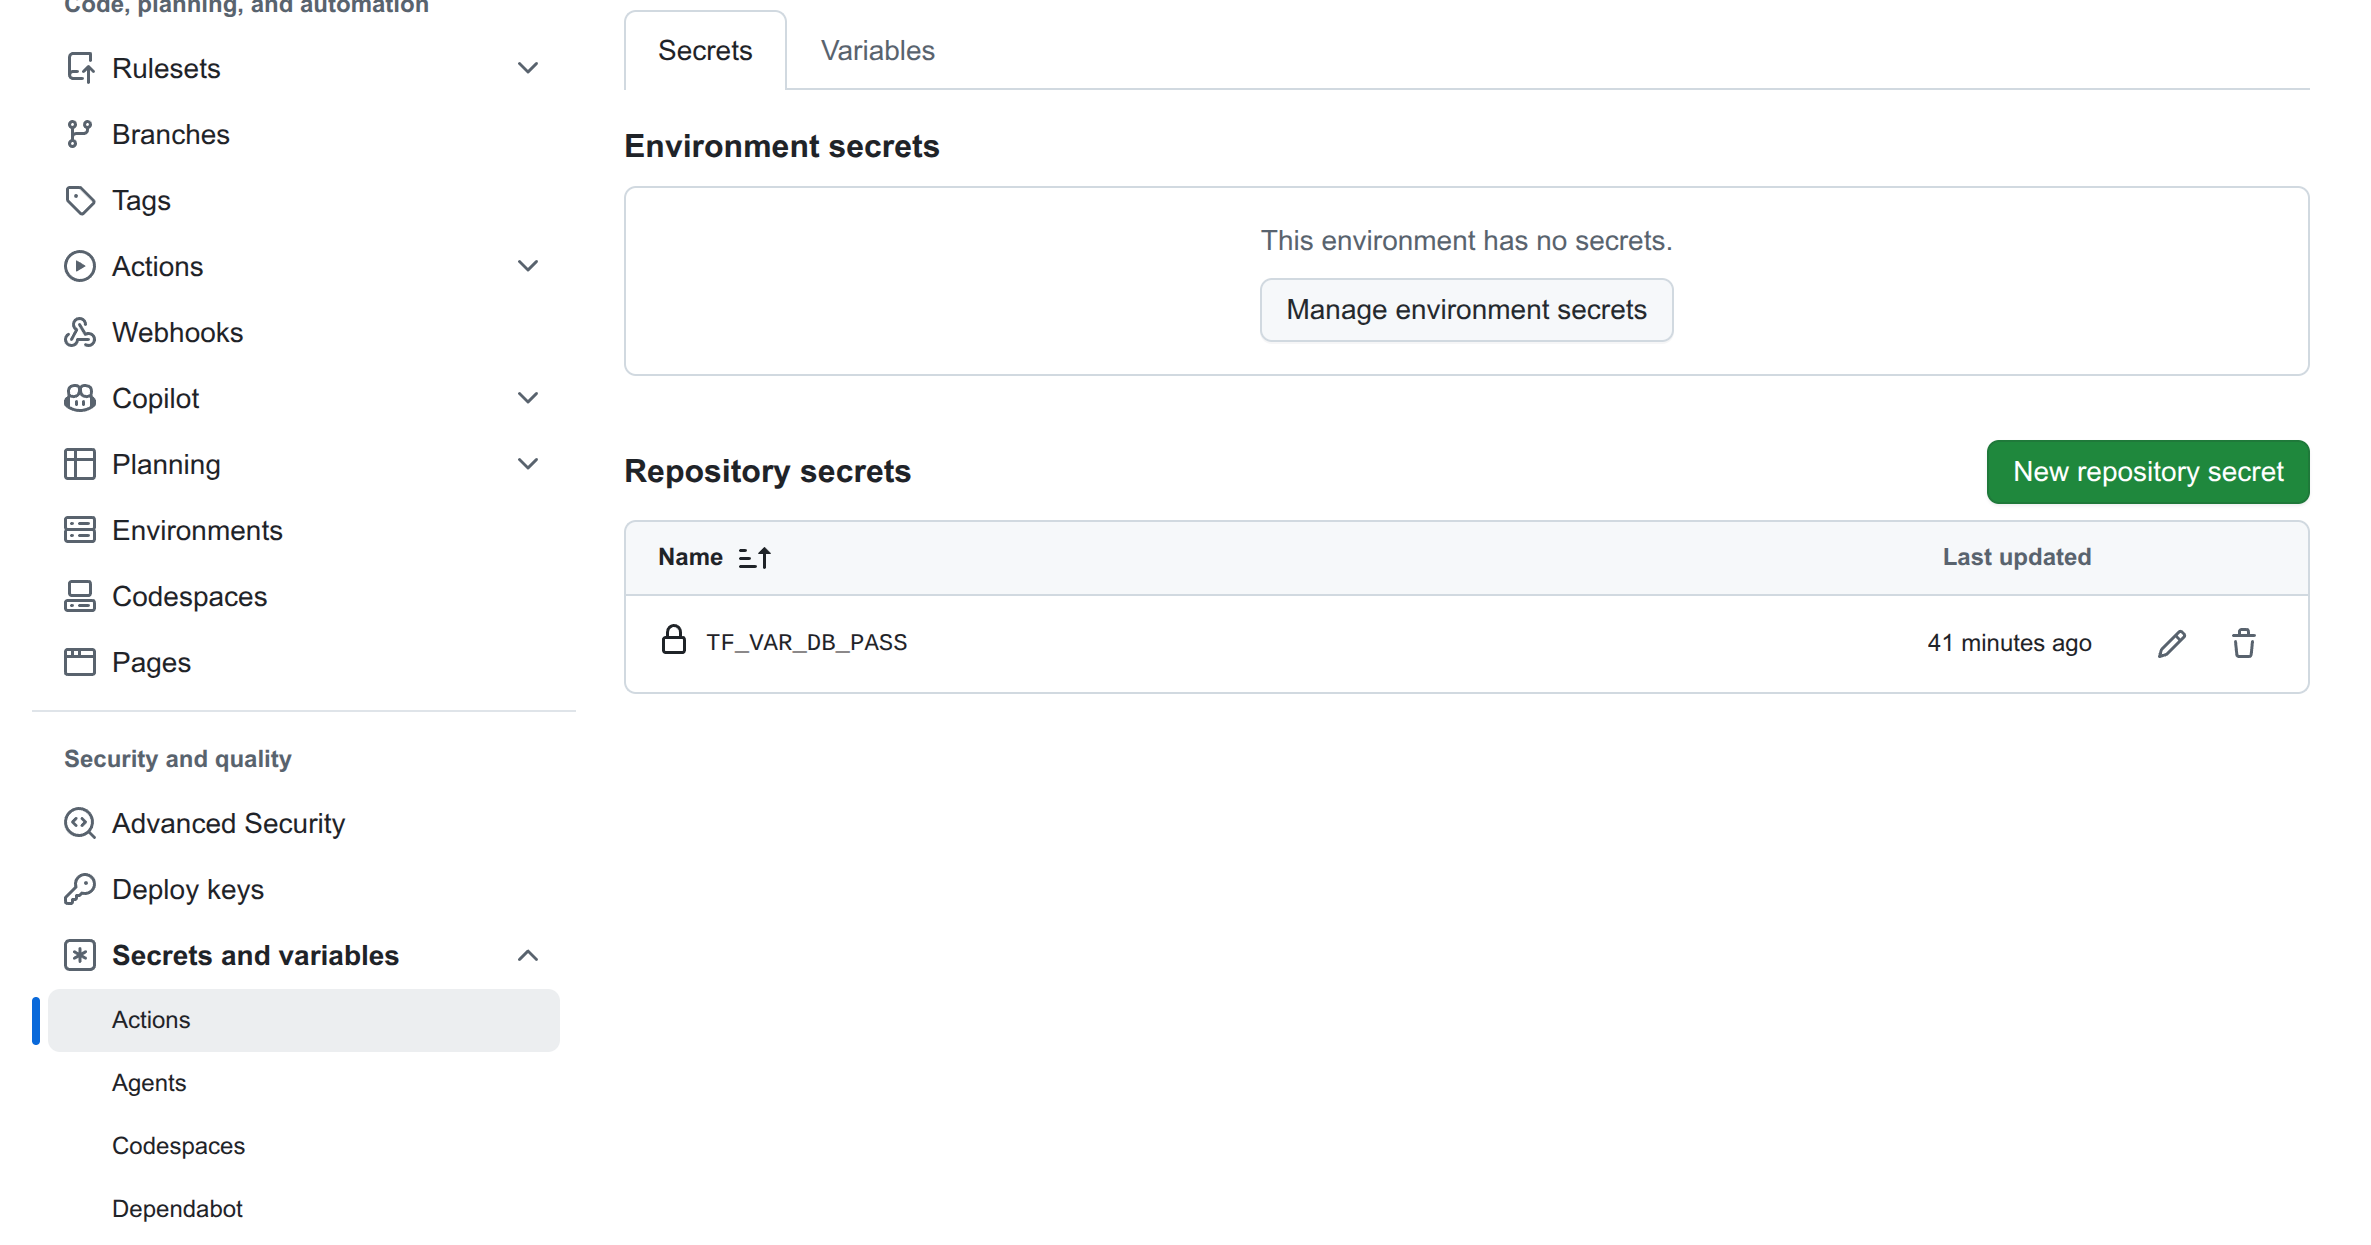 Code, planning, and automation
Rulesets
Branches
Tags
Actions
Webhooks
Copilot
Planning
Environments
Codespaces
Pages
Security and quality
Advanced Security
Deploy keys
Secrets and variables
Actions
Agents
Codespaces
Dependabot
Secrets
Variables
Environment secrets
This environment has no secrets.
Manage environment secrets
Repository secrets
New repository secret
Name
Last updated
TF_VAR_DB_PASS
41 minutes ago